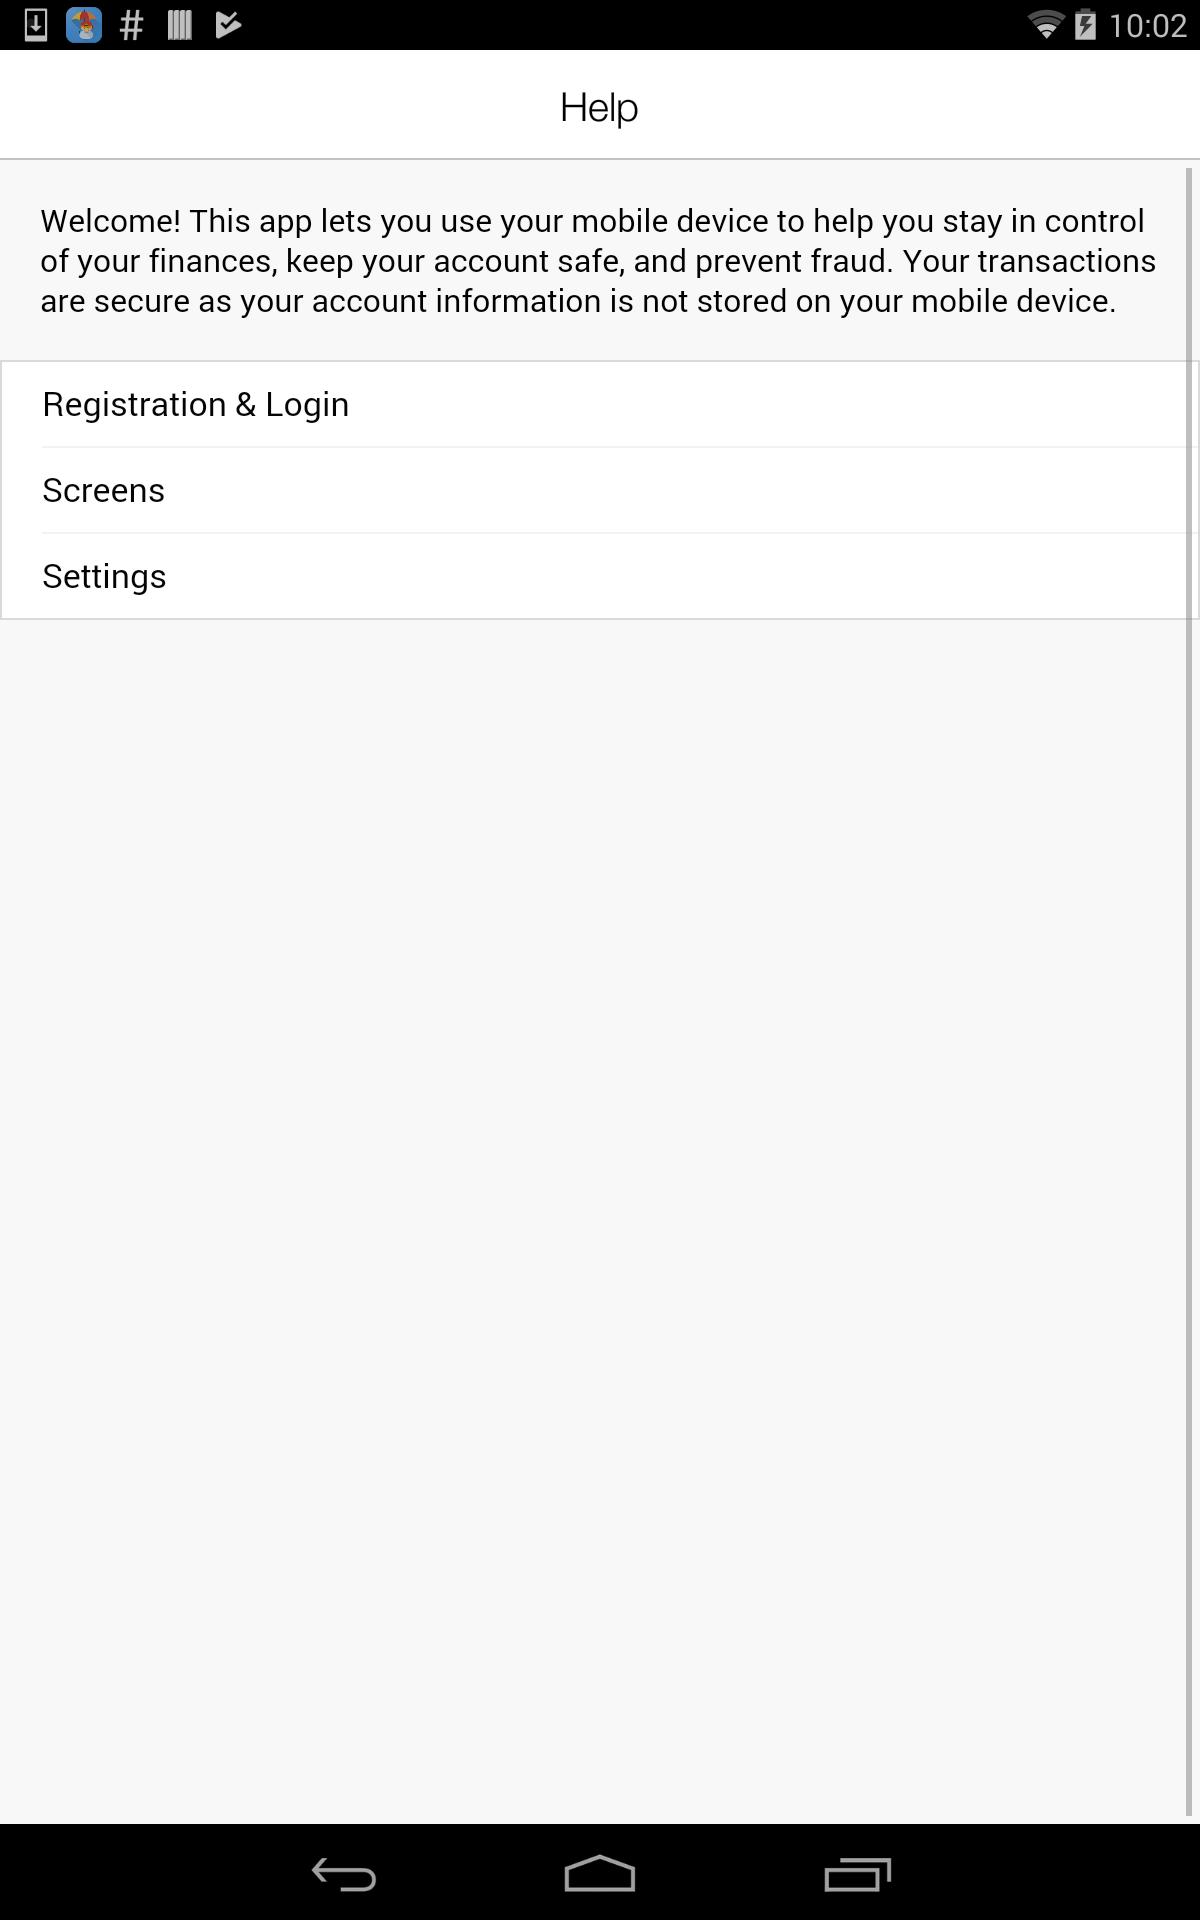 10:02
Help
Welcome! This app lets you use your mobile device to help you stay in control
of your finances, keep your account safe, and prevent fraud. Your transactions
are secure as your account information is not stored on your mobile device.
Registration & Login
Screens
Settings